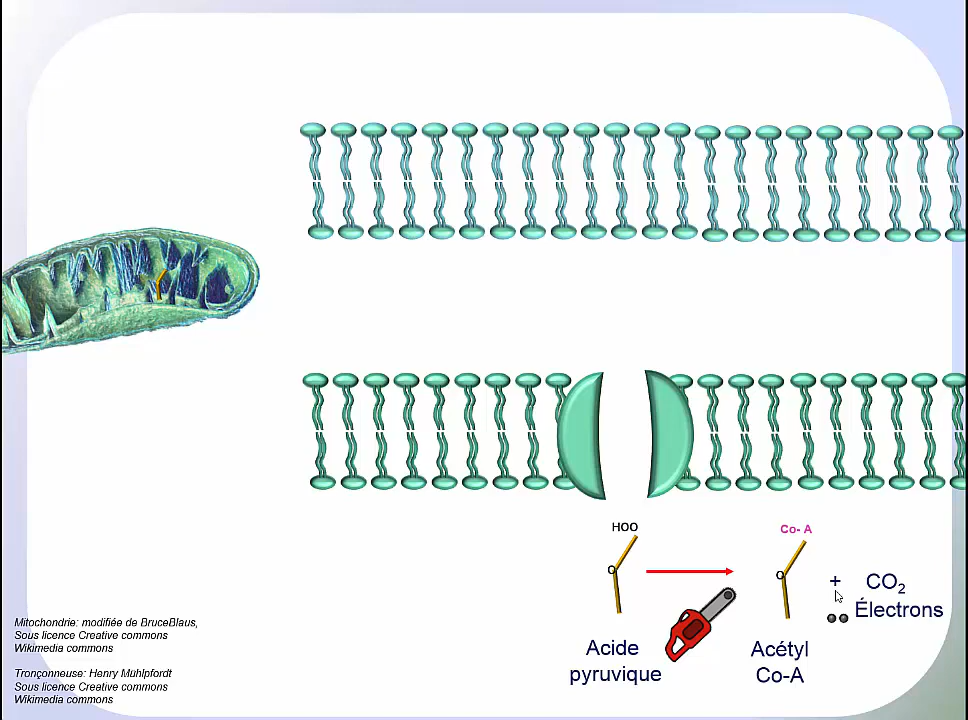 HOO
O
Co- A
O
+ CO₂
Électrons
Acide
pyruvique
Acétyl
Co-A
Mitochondrie: modifiée de BruceBlaus,
Sous licence Creative commons
Wikimedia commons
Tronçonneuse: Henry Mühlpfordt
Sous licence Creative commons
Wikimedia commons